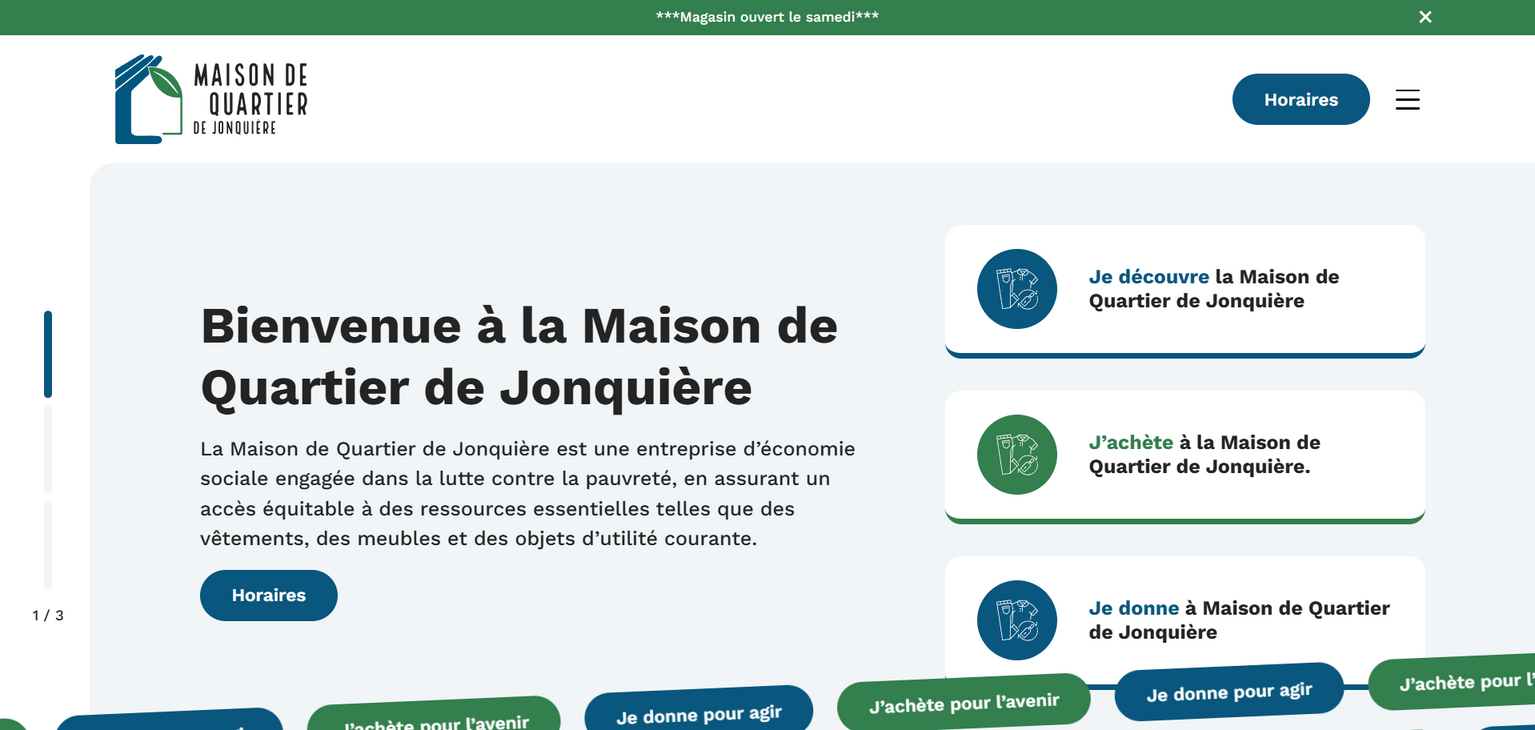 ***Magasin ouvert le samedi***
MAISON DE
QUARTIER
DE JONQUIÈRE
Horaires
Bienvenue à la Maison de
Quartier de Jonquière
La Maison de Quartier de Jonquière est une entreprise d’économie
sociale engagée dans la lutte contre la pauvreté, en assurant un
accès équitable à des ressources essentielles telles que des
vêtements, des meubles et des objets d’utilité courante.
Horaires
1 / 3
Je découvre la Maison de
Quartier de Jonquière
J’achète à la Maison de
Quartier de Jonquière.
Je donne à Maison de Quartier
de Jonquière
J’achète pour l’avenir
Je donne pour agir
J’achète pour l’avenir
Je donne pour agir
J’achète pour l’